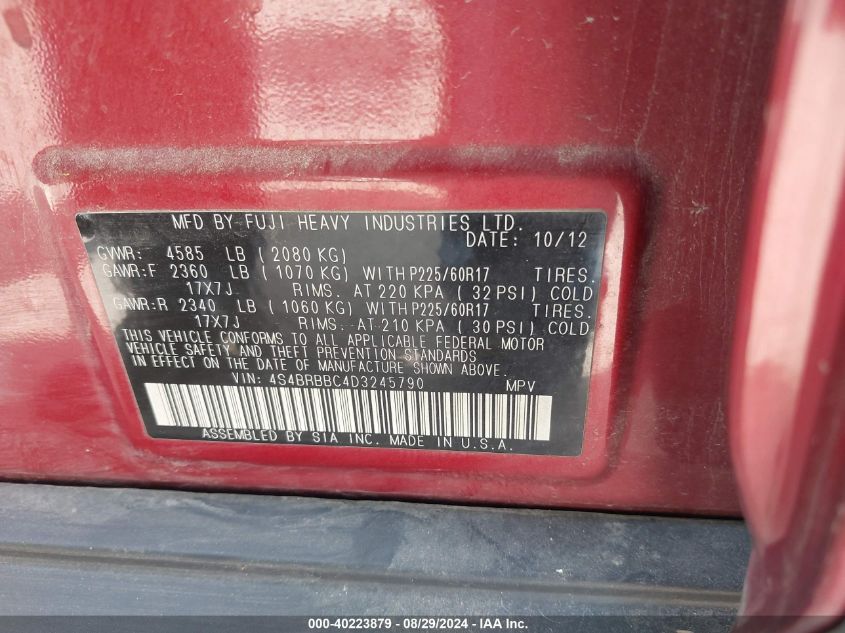 MFD BY FUJI HEAVY INDUSTRIES LTD.
DATE: 10/12
GVWR: 4585 LB ( 2080 KG)
GAWR:F 2360 LB ( 1070 KG) WITH P225/60R17 TIRES.
17X7J RIMS. AT 220 KPA ( 32 PSI) COLD
GAWR:R 2340 LB ( 1060 KG) WITH P225/60R17 TIRES.
17X7J RIMS. AT 210 KPA ( 30 PSI) COLD
THIS VEHICLE CONFORMS TO ALL APPLICABLE FEDERAL MOTOR
VEHICLE SAFETY AND THEFT PREVENTION STANDARDS
IN EFFECT ON THE DATE OF MANUFACTURE SHOWN ABOVE.
VIN: 4S4BRBBC4D3245790 MPV
ASSEMBLED BY SIA INC. MADE IN U.S.A.
000-40223879 - 08/29/2024 - IAA Inc.